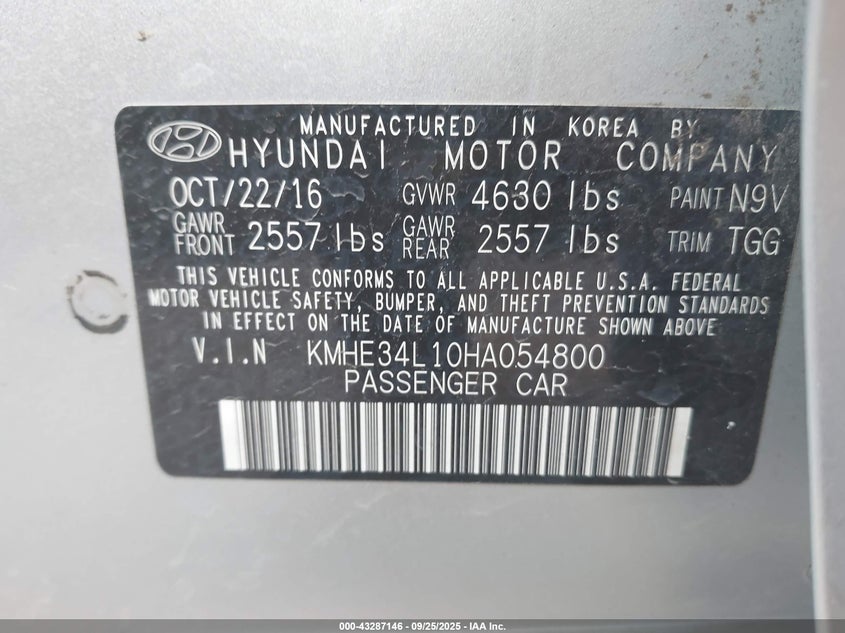 MANUFACTURED IN KOREA BY
HYUNDAI MOTOR COMPANY
OCT/22/16 GVWR 4630 lbs PAINT N9V
GAWR FRONT 2557 lbs GAWR REAR 2557 lbs TRIM TGG
THIS VEHICLE CONFORMS TO ALL APPLICABLE U.S.A. FEDERAL
MOTOR VEHICLE SAFETY, BUMPER, AND THEFT PREVENTION STANDARDS
IN EFFECT ON THE DATE OF MANUFACTURE SHOWN ABOVE
V.I.N KMHE34L10HA054800
PASSENGER CAR
000-43287146 - 09/25/2025 - IAA Inc.